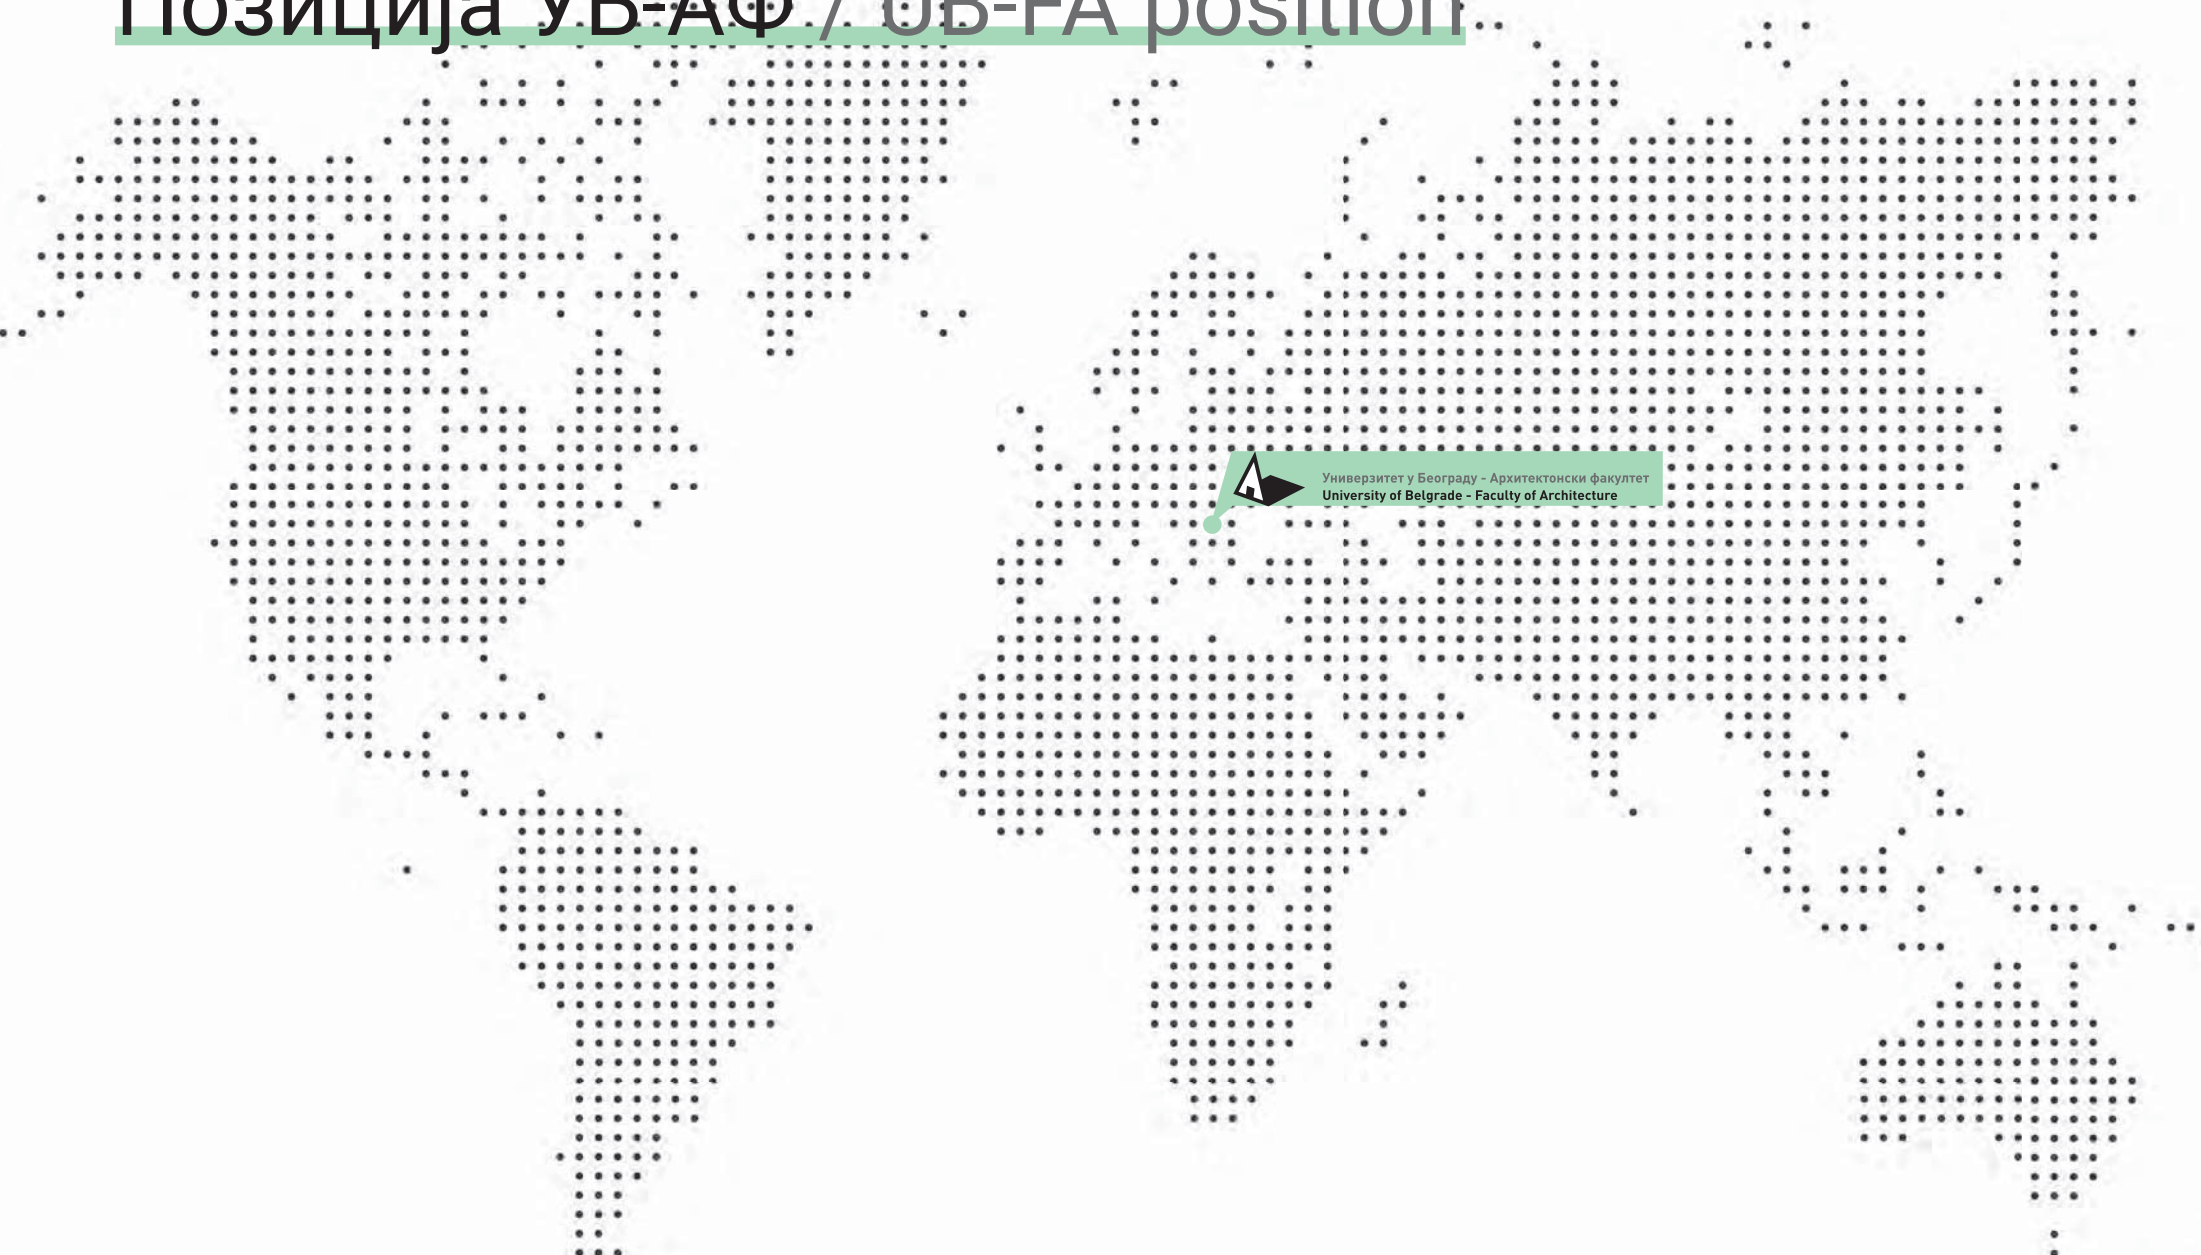 Позиција УБ-АФ / UB-FA position
Универзитет у Београду - Архитектонски факултет
University of Belgrade - Faculty of Architecture